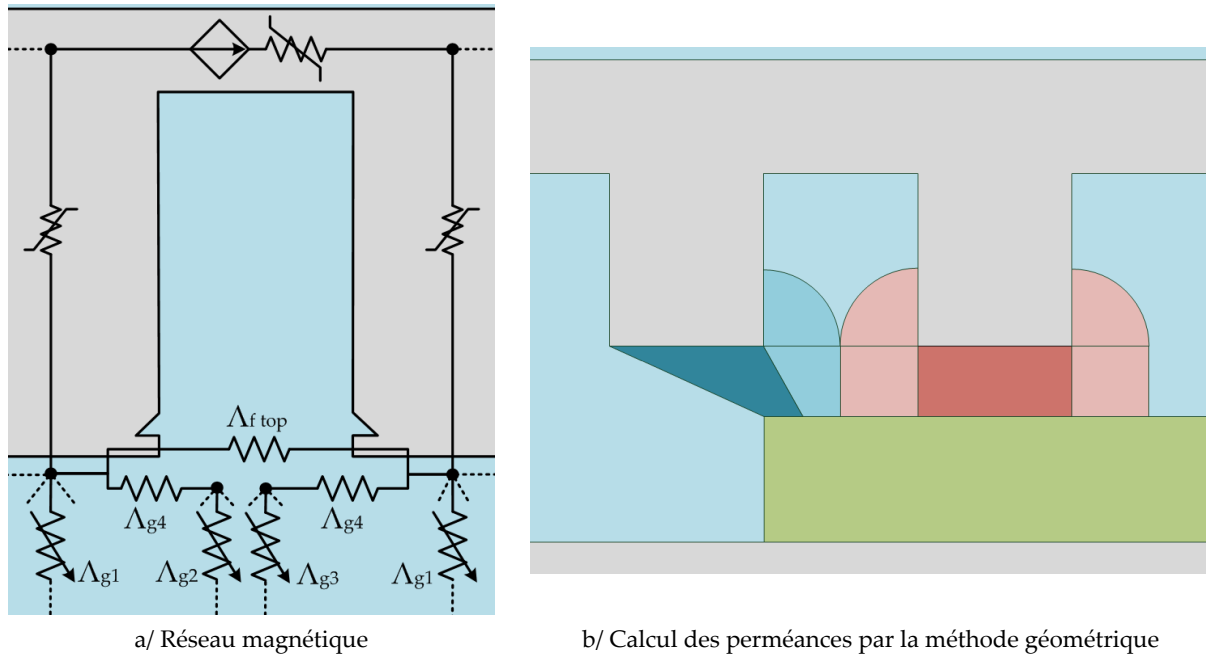 Λf top
Λg4 Λg4
Λg1 Λg2 Λg3 Λg1
a/ Réseau magnétique
b/ Calcul des perméances par la méthode géométrique